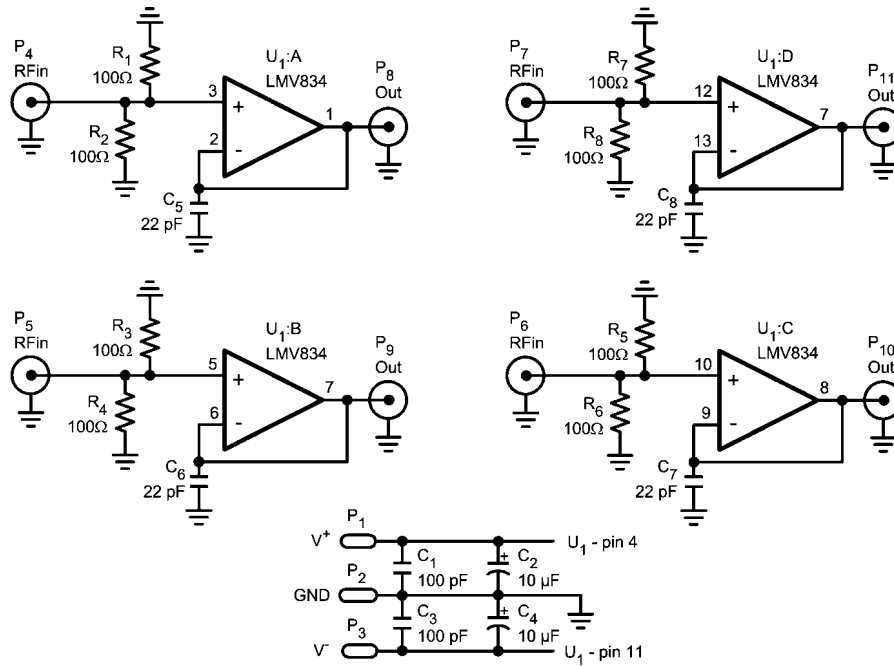 P4
RFin
R1
100Ω
R2
100Ω
3
+
2
-
U1:A
LMV834
1
P8
Out
C5
22 pF
P7
RFin
R7
100Ω
R8
100Ω
12
+
13
-
U1:D
LMV834
7
P11
Out
C8
22 pF
P5
RFin
R3
100Ω
R4
100Ω
5
+
6
-
U1:B
LMV834
7
P9
Out
C6
22 pF
P6
RFin
R5
100Ω
R6
100Ω
10
+
9
-
U1:C
LMV834
8
P10
Out
C7
22 pF
P1
V+
C1
100 pF
+
C2
10 µF
U1 - pin 4
P2
GND
C3
100 pF
+
C4
10 µF
P3
V-
U1 - pin 11